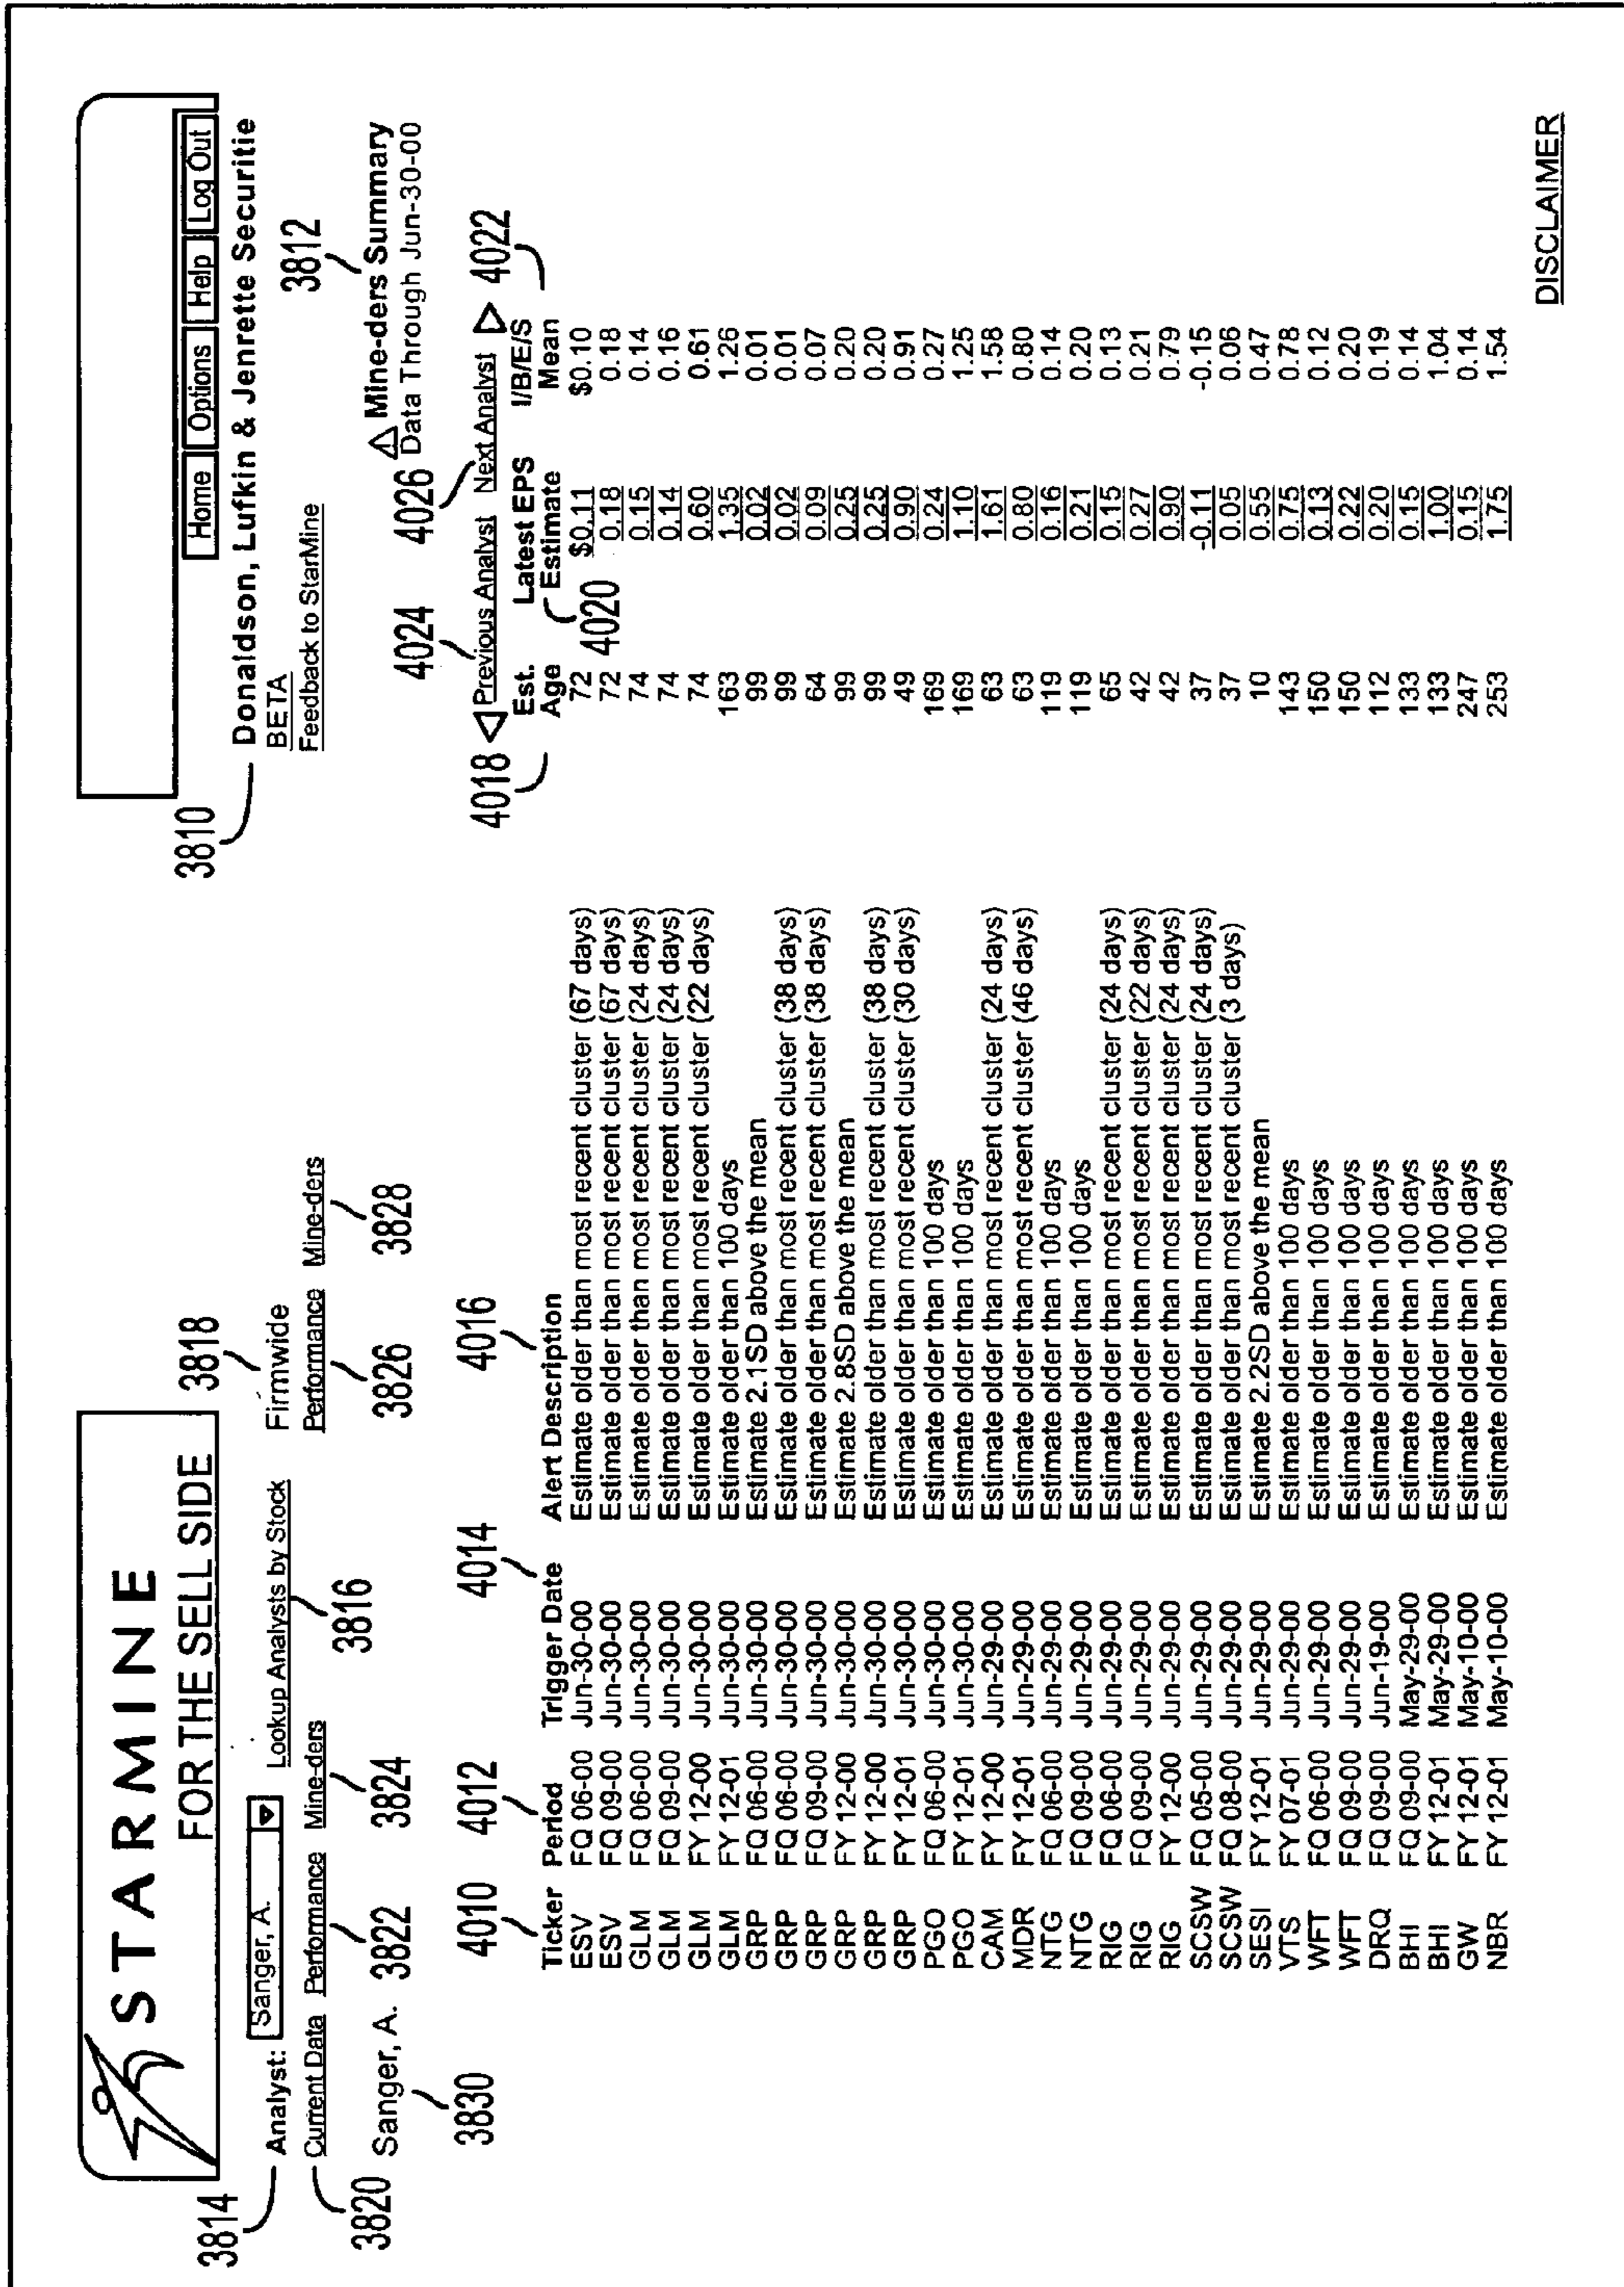 STARMINE
FOR THE SELL SIDE
Home Options Help Log Out
3814 3818 3810
Analyst: Sanger, A. Lookup Analysts by Stock Firmwide Donaldson, Lufkin & Jenrette Securitie
BETA
Current Data Performance Mine-ders Performance Mine-ders Feedback to StarMine 3812
3820 3822 3824 3816 3826 3828
Sanger, A. Mine-ders Summary
Data Through Jun-30-00
3830 4024 4026
4010 4012 4014 4016 4018 Previous Analyst Next Analyst 4022
Est. Latest EPS I/B/E/S
Ticker Period Trigger Date Alert Description Age Estimate Mean
4020
ESV FQ 06-00 Jun-30-00 Estimate older than most recent cluster (67 days) 72 $0.11 $0.10
ESV FQ 09-00 Jun-30-00 Estimate older than most recent cluster (67 days) 72 0.18 0.18
GLM FQ 06-00 Jun-30-00 Estimate older than most recent cluster (24 days) 74 0.15 0.14
GLM FQ 09-00 Jun-30-00 Estimate older than most recent cluster (24 days) 74 0.14 0.16
GLM FY 12-00 Jun-30-00 Estimate older than most recent cluster (22 days) 74 0.60 0.61
GLM FY 12-01 Jun-30-00 Estimate older than 100 days 163 1.35 1.26
GRP FQ 06-00 Jun-30-00 Estimate 2.1SD above the mean 99 0.02 0.01
GRP FQ 06-00 Jun-30-00 Estimate older than most recent cluster (38 days) 99 0.02 0.01
GRP FQ 09-00 Jun-30-00 Estimate older than most recent cluster (38 days) 64 0.09 0.07
GRP FY 12-00 Jun-30-00 Estimate 2.8SD above the mean 99 0.25 0.20
GRP FY 12-00 Jun-30-00 Estimate older than most recent cluster (38 days) 99 0.25 0.20
GRP FY 12-01 Jun-30-00 Estimate older than most recent cluster (30 days) 49 0.90 0.91
PGO FQ 06-00 Jun-30-00 Estimate older than 100 days 169 0.24 0.27
PGO FY 12-01 Jun-30-00 Estimate older than 100 days 169 1.10 1.25
CAM FY 12-00 Jun-29-00 Estimate older than most recent cluster (24 days) 63 1.61 1.58
MDR FY 12-01 Jun-29-00 Estimate older than most recent cluster (46 days) 63 0.80 0.80
NTG FQ 06-00 Jun-29-00 Estimate older than 100 days 119 0.16 0.14
NTG FQ 09-00 Jun-29-00 Estimate older than 100 days 119 0.21 0.20
RIG FQ 06-00 Jun-29-00 Estimate older than most recent cluster (24 days) 65 0.15 0.13
RIG FQ 09-00 Jun-29-00 Estimate older than most recent cluster (22 days) 42 0.27 0.21
RIG FY 12-00 Jun-29-00 Estimate older than most recent cluster (24 days) 42 0.90 0.79
SCSW FQ 05-00 Jun-29-00 Estimate older than most recent cluster (24 days) 37 -0.11 -0.15
SCSW FQ 08-00 Jun-29-00 Estimate older than most recent cluster (3 days) 37 0.05 0.06
SESI FY 12-01 Jun-29-00 Estimate 2.2SD above the mean 10 0.55 0.47
VTS FY 07-01 Jun-29-00 Estimate older than 100 days 143 0.75 0.78
WFT FQ 06-00 Jun-29-00 Estimate older than 100 days 150 0.13 0.12
WFT FQ 09-00 Jun-29-00 Estimate older than 100 days 150 0.22 0.20
DRQ FQ 09-00 Jun-19-00 Estimate older than 100 days 112 0.20 0.19
BHI FQ 09-00 May-29-00 Estimate older than 100 days 133 0.15 0.14
BHI FY 12-01 May-29-00 Estimate older than 100 days 133 1.00 1.04
GW FY 12-01 May-10-00 Estimate older than 100 days 247 0.15 0.14
NBR FY 12-01 May-10-00 Estimate older than 100 days 253 1.75 1.54
DISCLAIMER